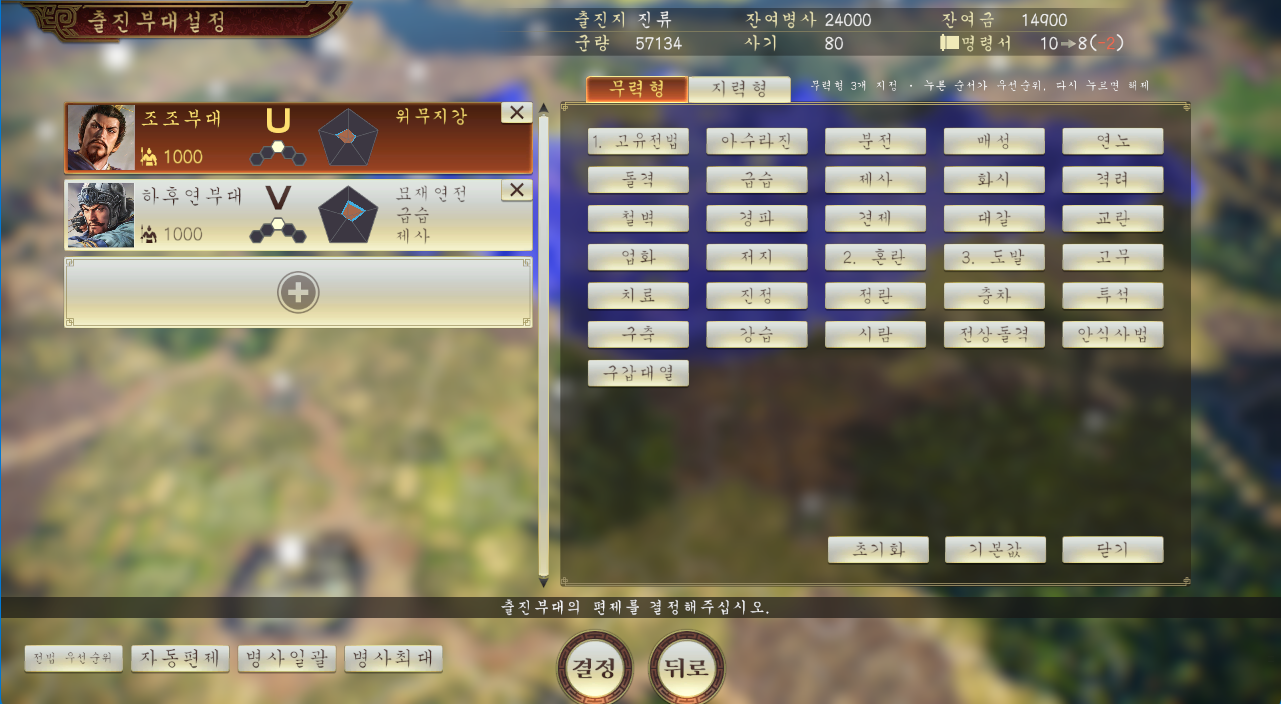 출진부대설정
출진지 진류 잔여병사 24000 잔여금 14900
군량 57134 사기 80 명령서 10→8(-2)
무력형 지력형 무력형 3개 지정 · 누른 순서가 우선순위, 다시 누르면 해제
조조부대 U 위무지강
1000
하후연부대 V 묘재연전
급습
1000 제사
1. 고유전법 아수라진 분전 매성 연노
돌격 급습 제사 화시 격려
철벽 경파 견제 대갈 교란
업화 저지 2. 혼란 3. 도발 고무
치료 진정 정란 충차 투석
구축 강습 시람 전상돌격 안식사법
구갑대열
초기화 기본값 닫기
출진부대의 편제를 결정해주십시오.
전법 우선순위 자동편제 병사일괄 병사최대 결정 뒤로